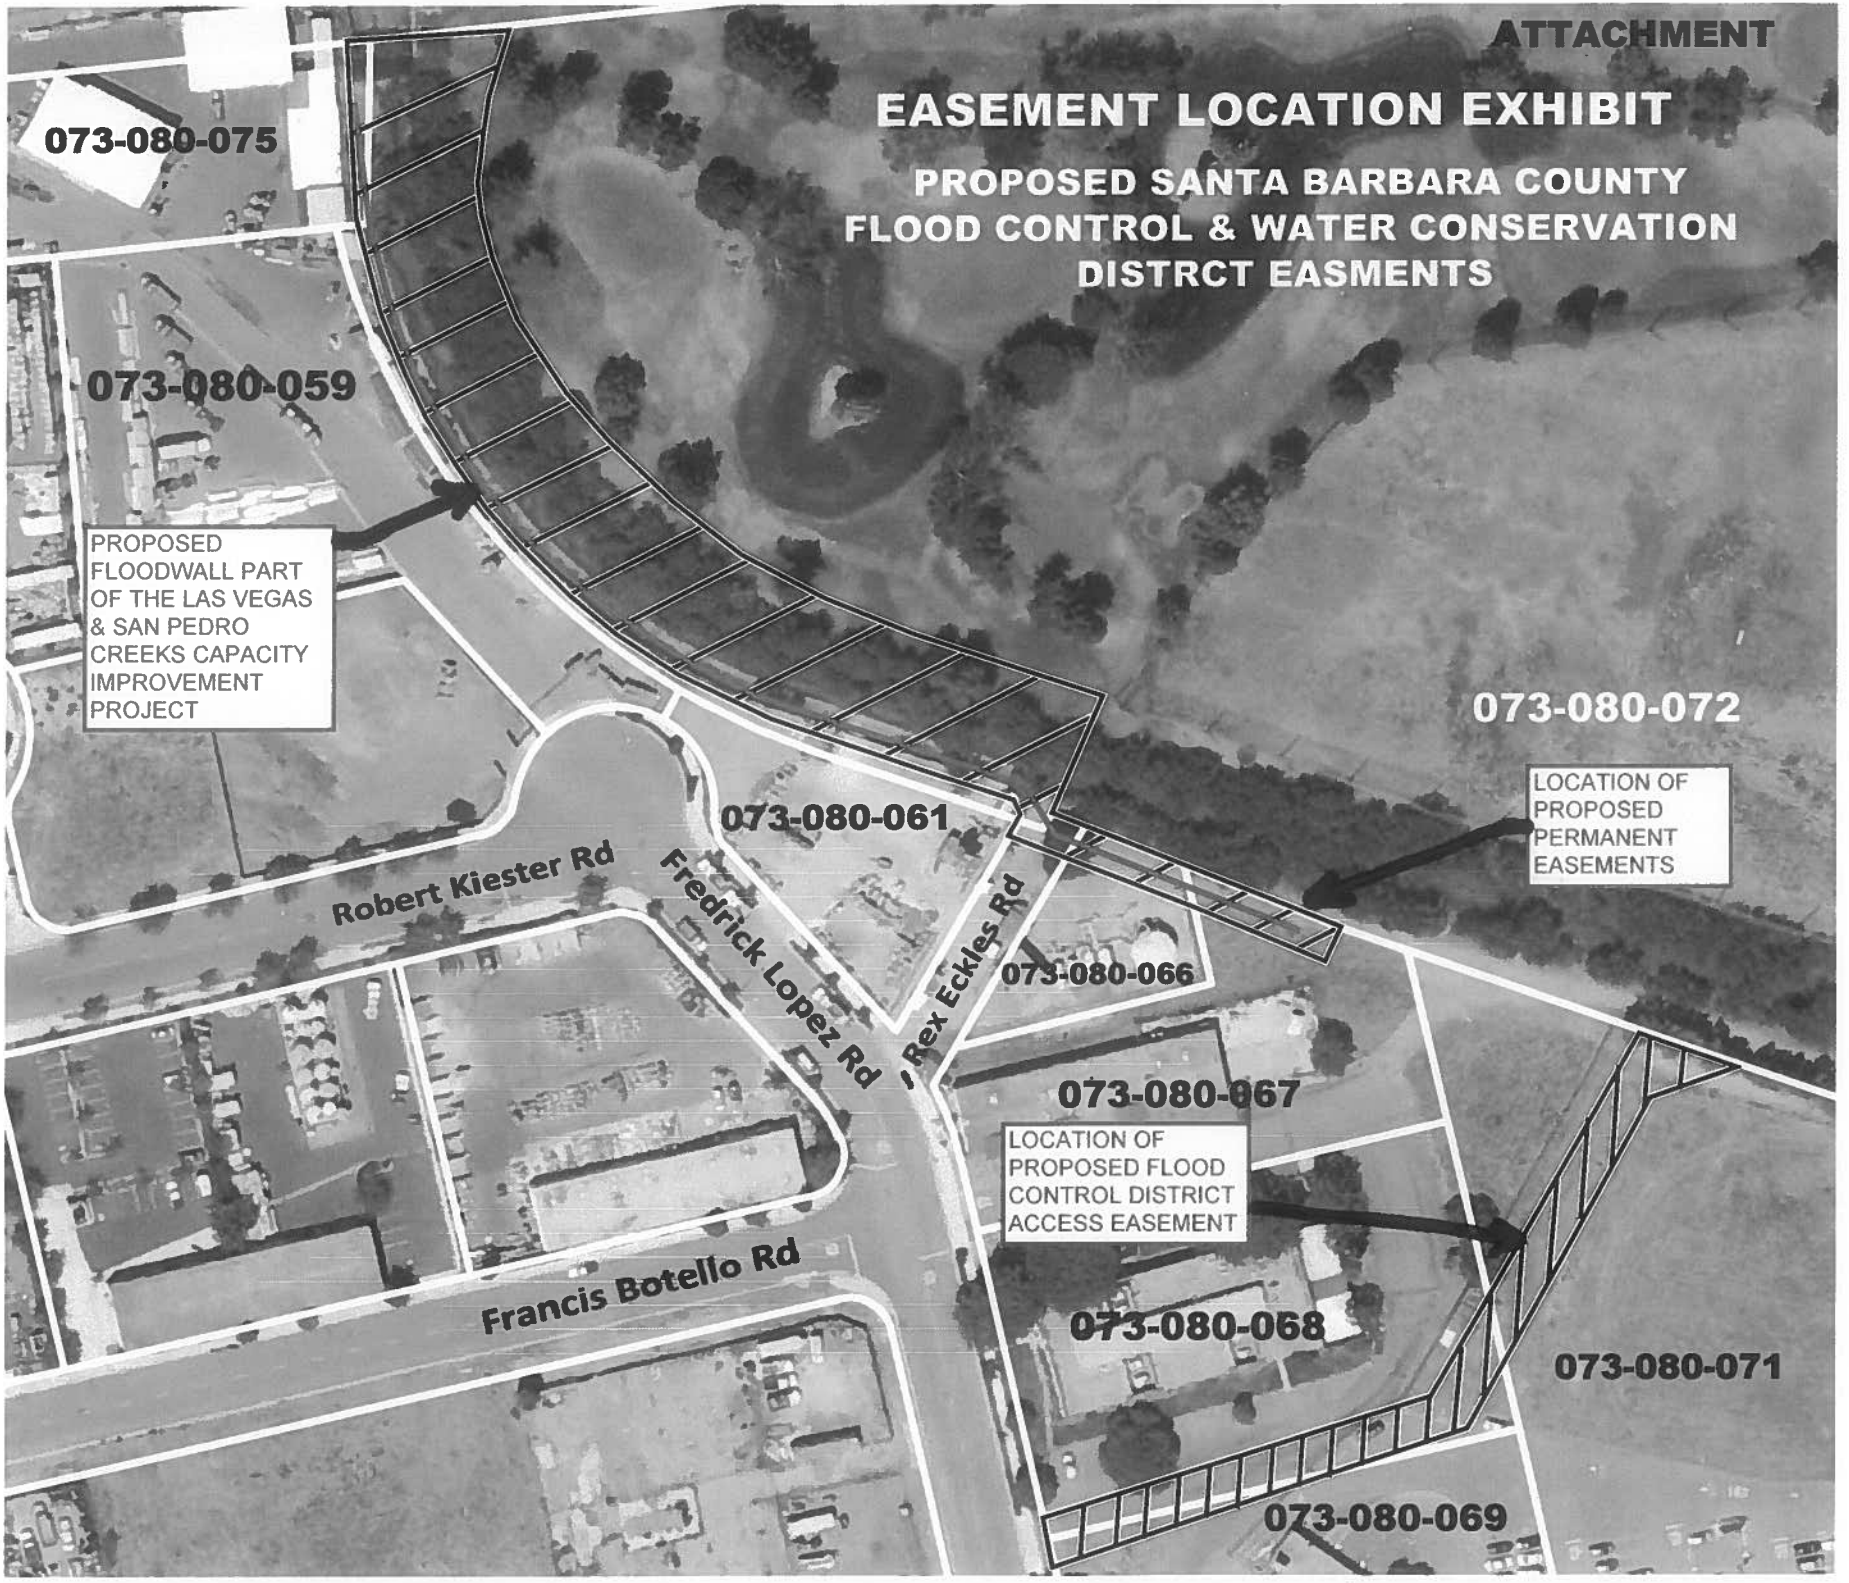 ATTACHMENT
EASEMENT LOCATION EXHIBIT
PROPOSED SANTA BARBARA COUNTY
FLOOD CONTROL & WATER CONSERVATION
DISTRCT EASMENTS
073-080-075
073-080-059
PROPOSED
FLOODWALL PART
OF THE LAS VEGAS
& SAN PEDRO
CREEKS CAPACITY
IMPROVEMENT
PROJECT
073-080-072
LOCATION OF
PROPOSED
PERMANENT
EASEMENTS
073-080-061
Robert Kiester Rd
Fredrick Lopez Rd
Rex Eckles Rd
073-080-066
073-080-067
LOCATION OF
PROPOSED FLOOD
CONTROL DISTRICT
ACCESS EASEMENT
Francis Botello Rd
073-080-068
073-080-071
073-080-069